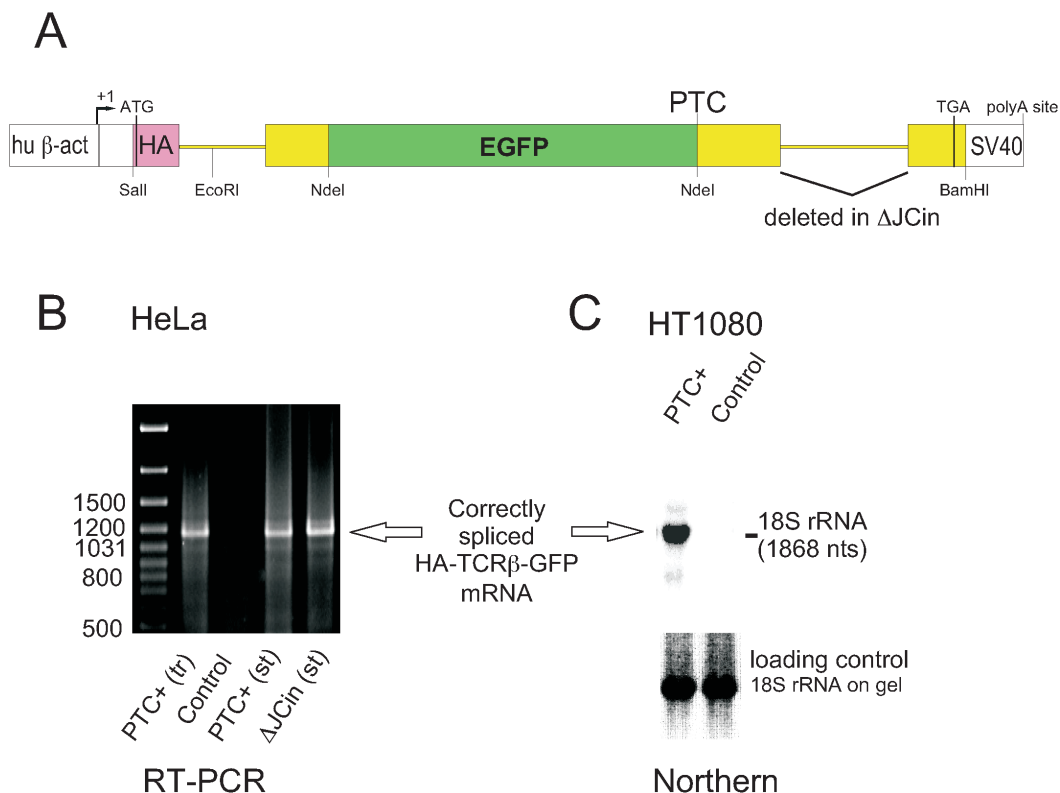 A
+1
ATG
PTC
TGA
polyA site
hu β-act
HA
EGFP
SV40
SalI
EcoRI
NdeI
NdeI
BamHI
deleted in ΔJCin
B
HeLa
C
HT1080
PTC+
Control
1500
1200
1031
800
500
Correctly
spliced
HA-TCRβ-GFP
mRNA
18S rRNA
(1868 nts)
loading control
18S rRNA on gel
PTC+ (tr)
Control
PTC+ (st)
ΔJCin (st)
RT-PCR
Northern